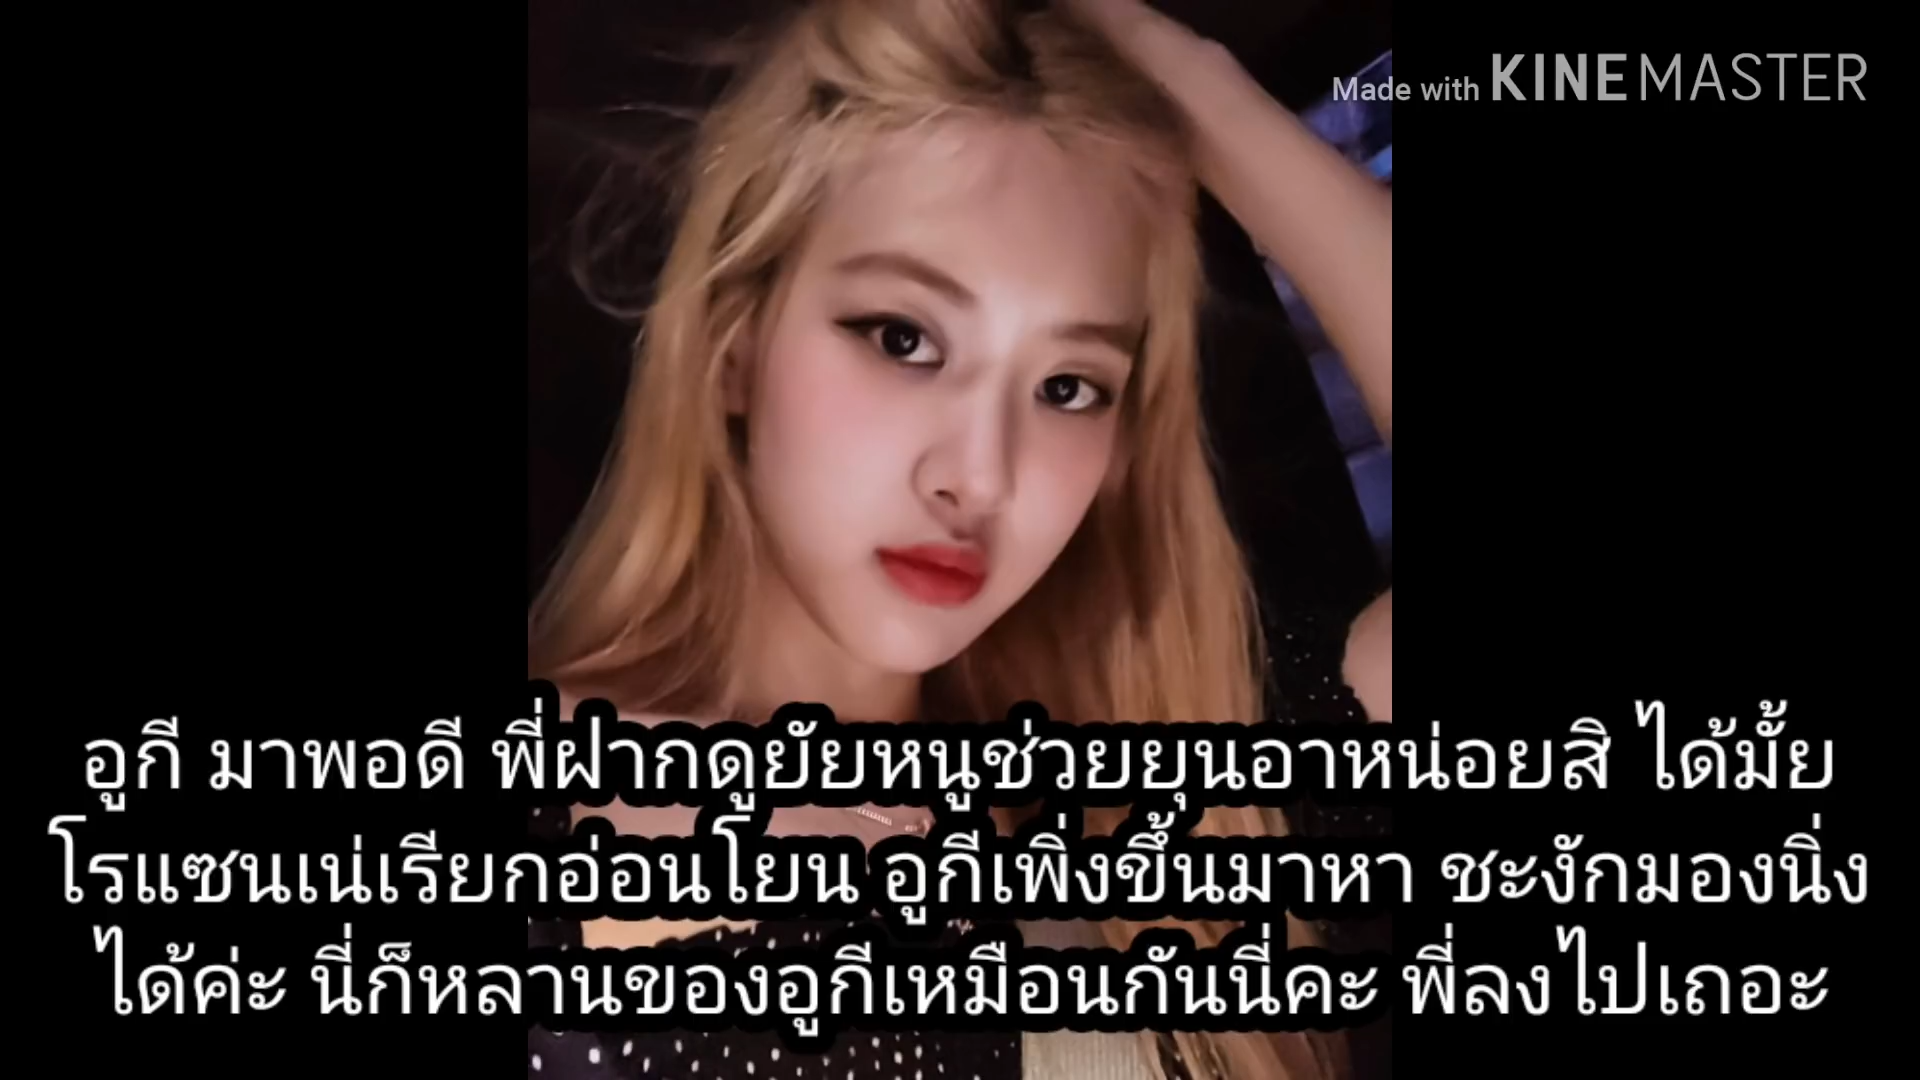 Made with KINEMASTER
อูกี มาพอดี พี่ฝากดูยัยหนูช่วยยุนอาหน่อยสิ ได้มั้ย
โรแซนเน่เรียกอ่อนโยน อูกีเพิ่งขึ้นมาหา ชะงักมองนิ่ง
ได้ค่ะ นี่ก็หลานของอูกีเหมือนกันนี่คะ พี่ลงไปเถอะ